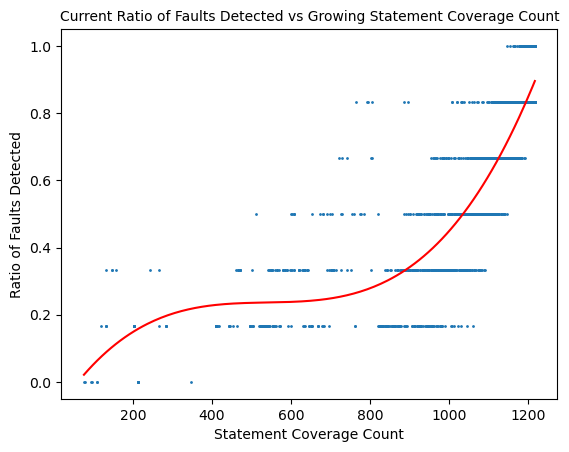 Current Ratio of Faults Detected vs Growing Statement Coverage Count
1.0
0.8
0.6
0.4
0.2
0.0
Ratio of Faults Detected
200 400 600 800 1000 1200
Statement Coverage Count